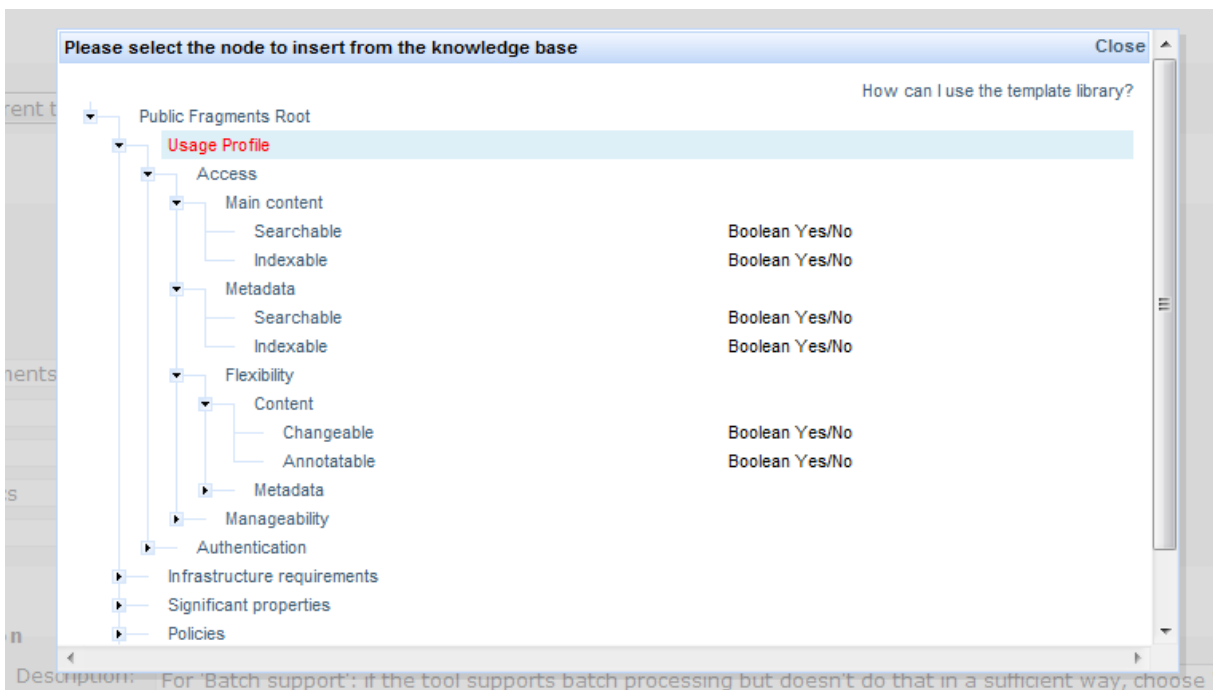 Please select the node to insert from the knowledge base Close
How can I use the template library?
rent t
Public Fragments Root
Usage Profile
Access
Main content
Searchable Boolean Yes/No
Indexable Boolean Yes/No
Metadata
Searchable Boolean Yes/No
Indexable Boolean Yes/No
nents Flexibility
Content
Changeable Boolean Yes/No
Annotatable Boolean Yes/No
Metadata
Manageability
Authentication
Infrastructure requirements
Significant properties
Policies
Description: For 'Batch support': if the tool supports batch processing but doesn't do that in a sufficient way, choose